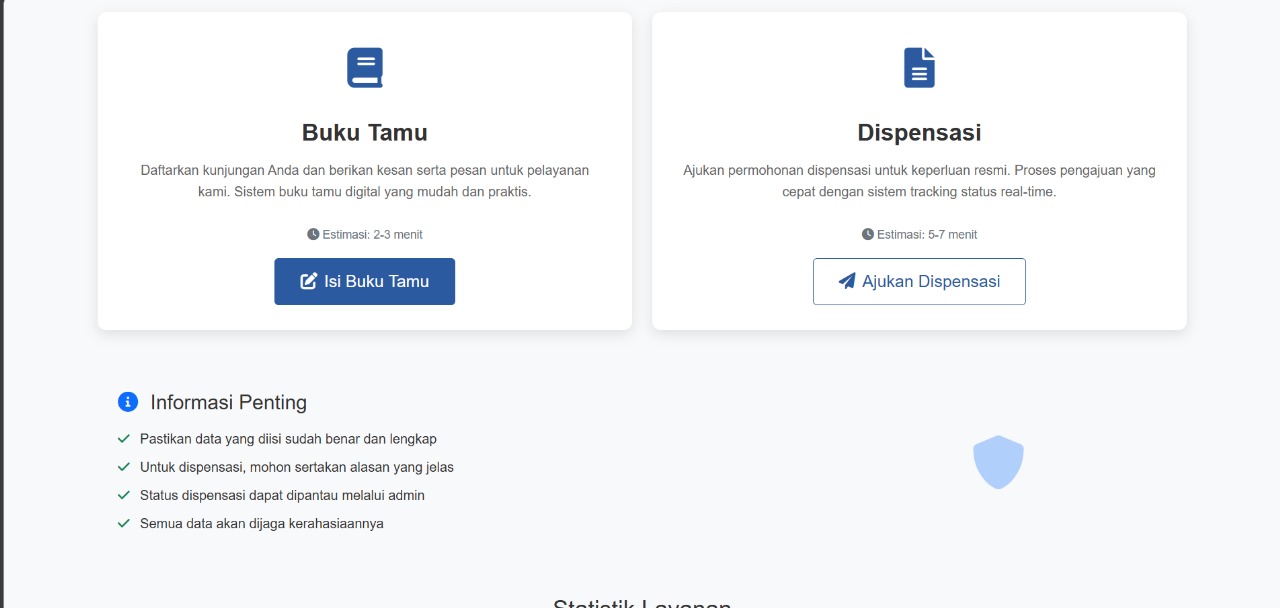 Buku Tamu
Daftarkan kunjungan Anda dan berikan kesan serta pesan untuk pelayanan
kami. Sistem buku tamu digital yang mudah dan praktis.
Estimasi: 2-3 menit
Isi Buku Tamu
Dispensasi
Ajukan permohonan dispensasi untuk keperluan resmi. Proses pengajuan yang
cepat dengan sistem tracking status real-time.
Estimasi: 5-7 menit
Ajukan Dispensasi
Informasi Penting
Pastikan data yang diisi sudah benar dan lengkap
Untuk dispensasi, mohon sertakan alasan yang jelas
Status dispensasi dapat dipantau melalui admin
Semua data akan dijaga kerahasiaannya
Statistik Layanan